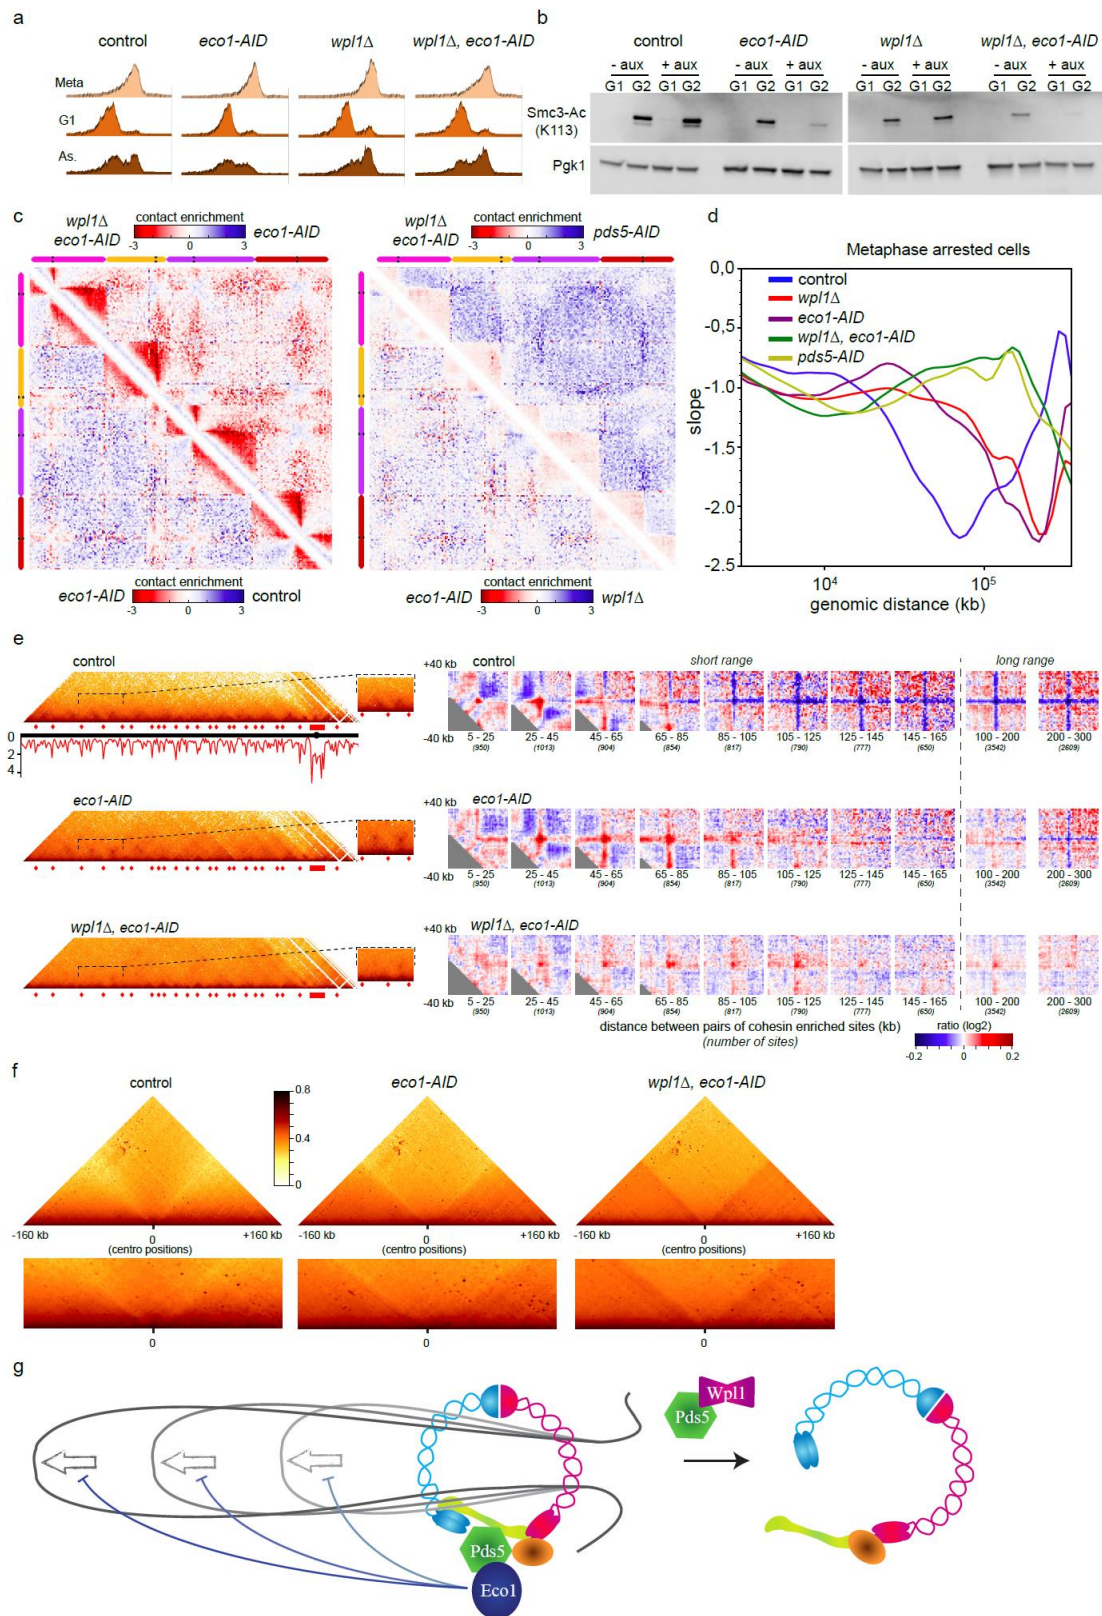 a
control eco1-AID wpl1Δ wpl1Δ, eco1-AID
Meta
G1
As.
b
control eco1-AID wpl1Δ wpl1Δ, eco1-AID
- aux + aux - aux + aux - aux + aux - aux + aux
G1 G2 G1 G2 G1 G2 G1 G2 G1 G2 G1 G2 G1 G2 G1 G2
Smc3-Ac
(K113)
Pgk1
c
wpl1Δ
eco1-AID
contact enrichment
-3 0 3
eco1-AID
wpl1Δ
eco1-AID
contact enrichment
-3 0 3
pds5-AID
eco1-AID
contact enrichment
-3 0 3
control
eco1-AID
contact enrichment
-3 0 3
wpl1Δ
d
Metaphase arrested cells
control
wpl1Δ
eco1-AID
wpl1Δ, eco1-AID
pds5-AID
0,0
-0.5
-1.0
-1.5
-2.0
-2.5
slope
10⁴ 10⁵
genomic distance (kb)
e
control
0
2
4
eco1-AID
wpl1Δ, eco1-AID
+40 kb control short range long range
-40 kb 5 - 25 25 - 45 45 - 65 65 - 85 85 - 105 105 - 125 125 - 145 145 - 165 100 - 200 200 - 300
(950) (1013) (904) (854) (817) (790) (777) (650) (3542) (2609)
+40 kb eco1-AID
-40 kb 5 - 25 25 - 45 45 - 65 65 - 85 85 - 105 105 - 125 125 - 145 145 - 165 100 - 200 200 - 300
(950) (1013) (904) (854) (817) (790) (777) (650) (3542) (2609)
+40 kb wpl1Δ, eco1-AID
-40 kb 5 - 25 25 - 45 45 - 65 65 - 85 85 - 105 105 - 125 125 - 145 145 - 165 100 - 200 200 - 300
(950) (1013) (904) (854) (817) (790) (777) (650) (3542) (2609)
distance between pairs of cohesin enriched sites (kb)
(number of sites)
ratio (log2)
-0.2 0 0.2
f
control eco1-AID wpl1Δ, eco1-AID
0.8
0.4
0
-160 kb 0 +160 kb -160 kb 0 +160 kb -160 kb 0 +160 kb
(centro positions) (centro positions) (centro positions)
0 0 0
g
Pds5
Eco1
Pds5
Wpl1